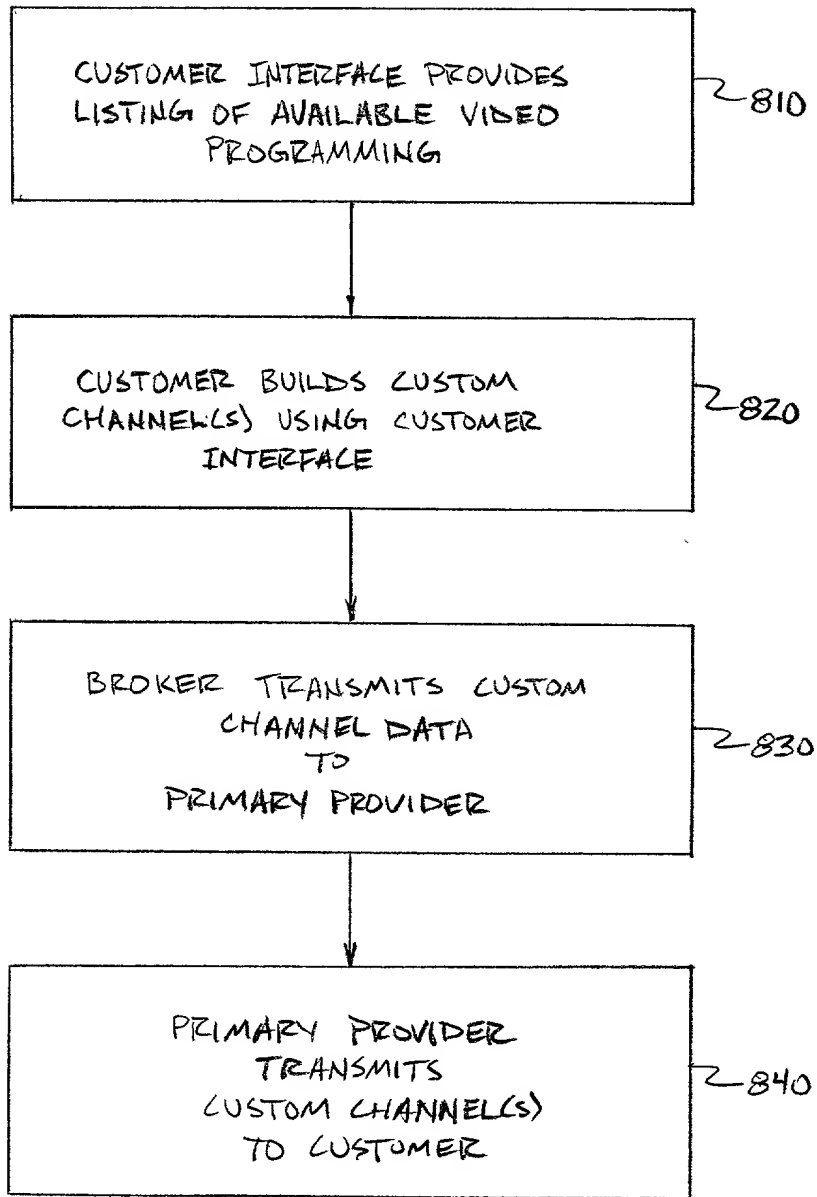 CUSTOMER INTERFACE PROVIDES
LISTING OF AVAILABLE VIDEO
PROGRAMMING
810
CUSTOMER BUILDS CUSTOM
CHANNEL(S) USING CUSTOMER
INTERFACE
820
BROKER TRANSMITS CUSTOM
CHANNEL DATA
TO
PRIMARY PROVIDER
830
PRIMARY PROVIDER
TRANSMITS
CUSTOM CHANNEL(S)
TO CUSTOMER
840